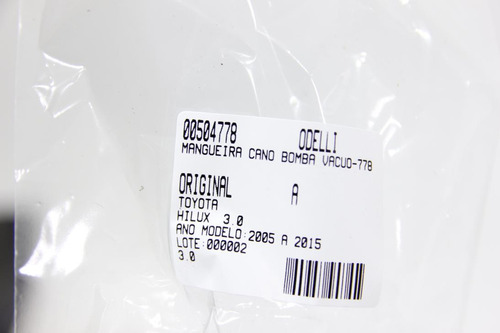 00504778 ODELLI
MANGUEIRA CANO BOMBA VACUO-778
ORIGINAL A
TOYOTA
HILUX 3.0
ANO MODELO:2005 A 2015
LOTE:000002
3.0